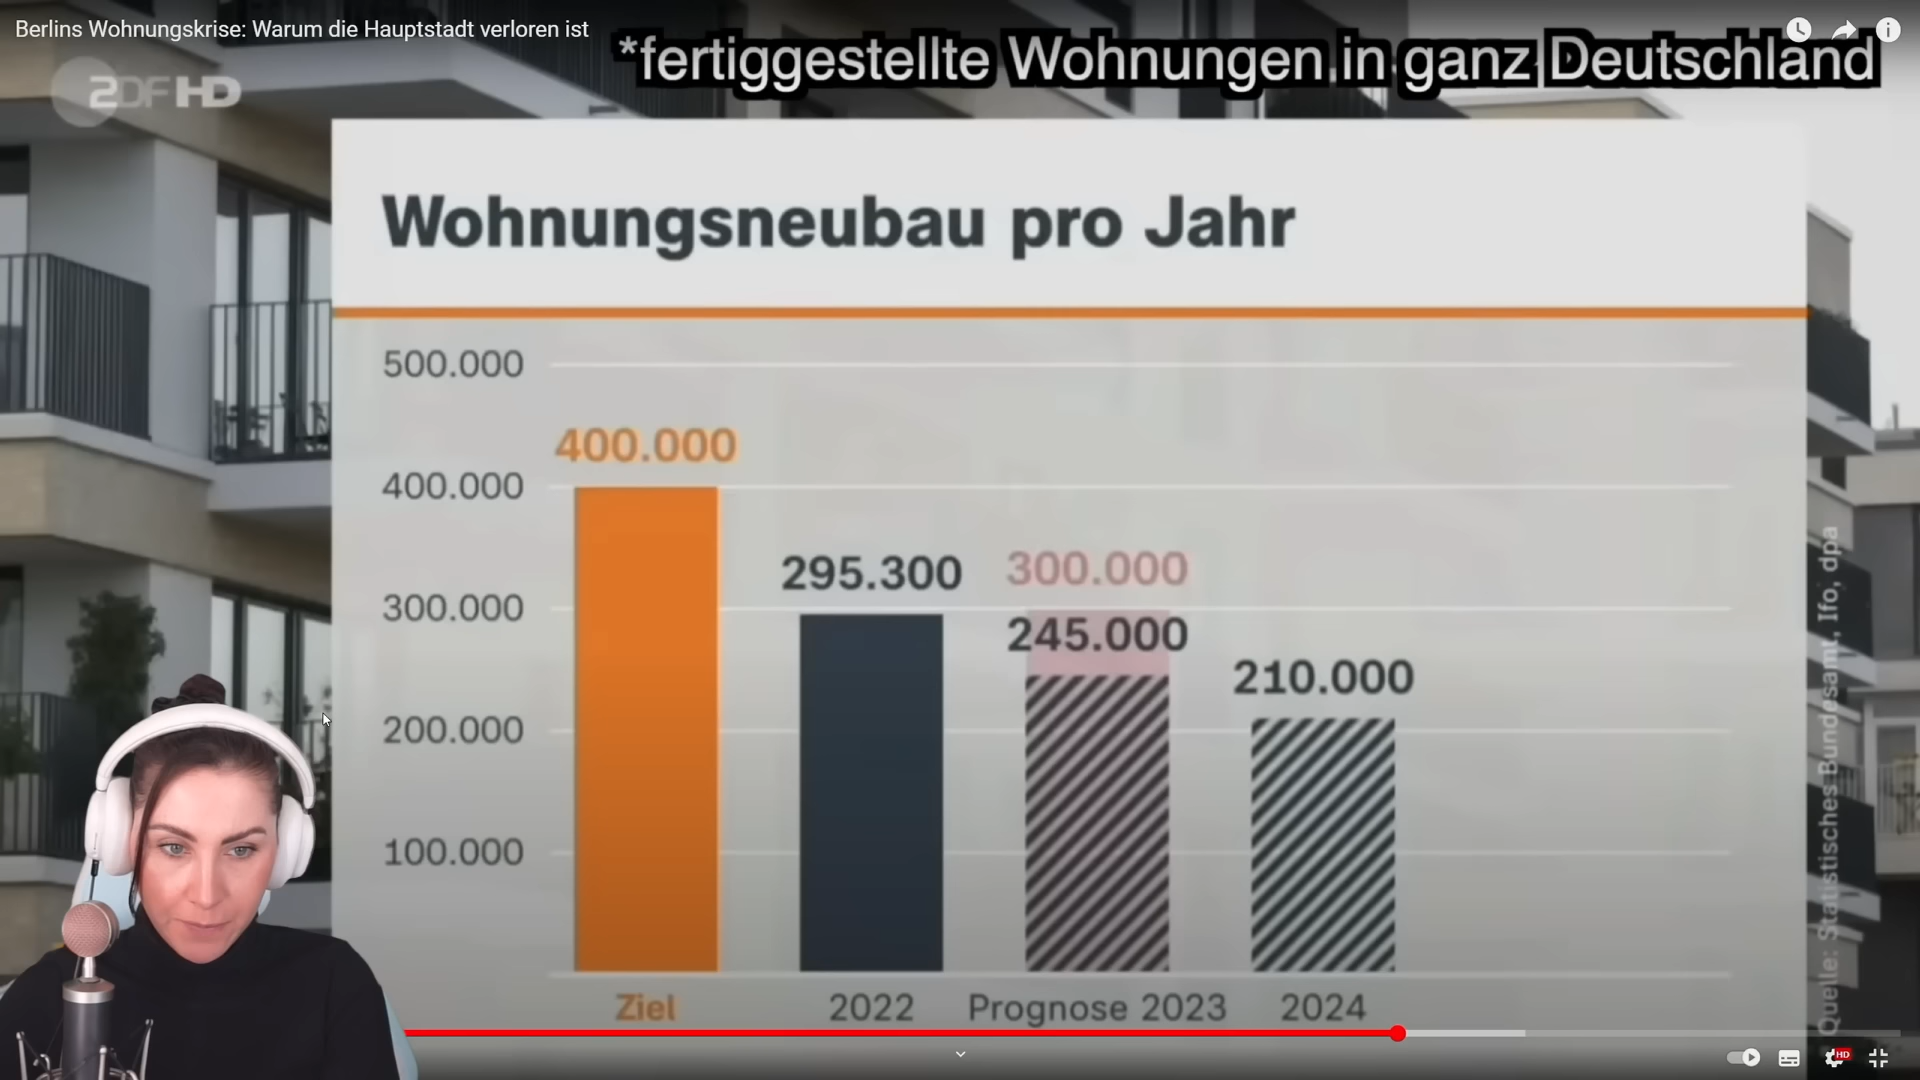 Berlins Wohnungskrise: Warum die Hauptstadt verloren ist
*fertiggestellte Wohnungen in ganz Deutschland
ZDF HD
Wohnungsneubau pro Jahr
500.000
400.000
400.000
295.300
300.000
300.000
245.000
210.000
200.000
100.000
Ziel
2022
Prognose 2023
2024
Quelle: Statistisches Bundesamt, Ifo, dpa
HD